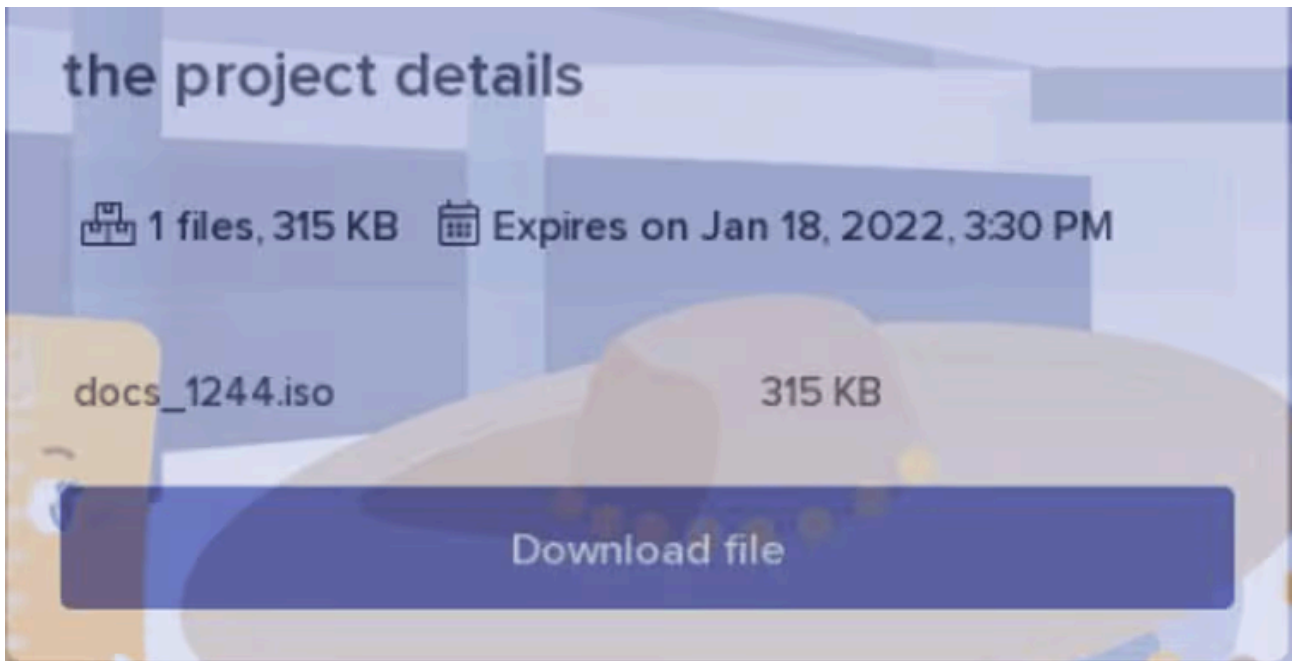 the project details
1 files, 315 KB Expires on Jan 18, 2022, 3:30 PM
docs_1244.iso 315 KB
Download file